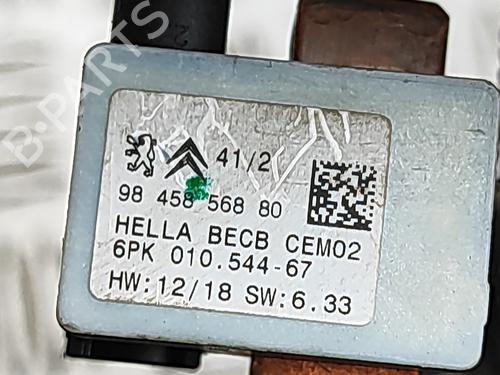 B-PARTS
41/2
98 458 568 80
HELLA BECB CEM02
6PK 010.544-67
HW:12/18 SW:6.33